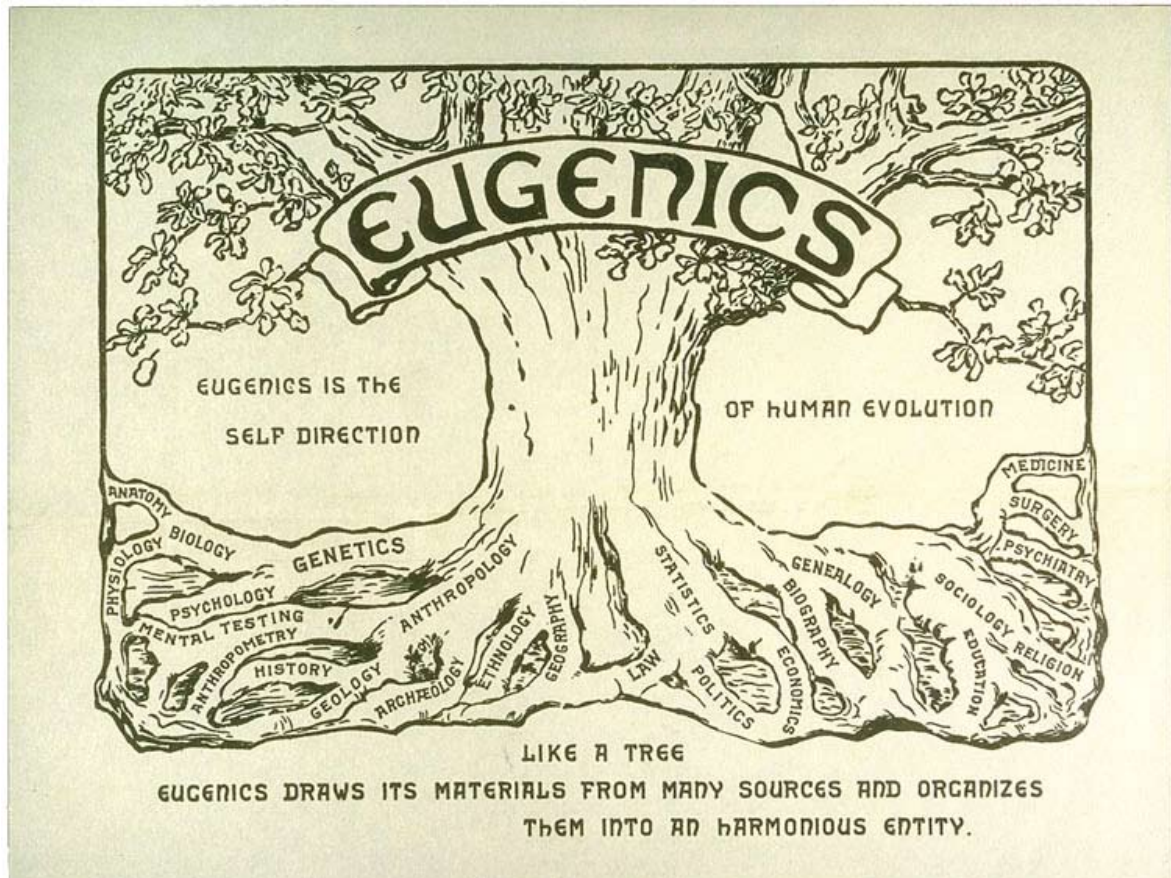 EUGENICS
EUGENICS IS THE
SELF DIRECTION
OF HUMAN EVOLUTION
ANATOMY
PHYSIOLOGY
BIOLOGY
GENETICS
PSYCHOLOGY
MENTAL TESTING
ANTHROPOMETRY
ANTHROPOLOGY
HISTORY
GEOLOGY
ARCHÆOLOGY
ETHNOLOGY
GEOGRAPHY
LAW
STATISTICS
POLITICS
ECONOMICS
BIOGRAPHY
GENEALOGY
EDUCATION
SOCIOLOGY
RELIGION
PSYCHIATRY
SURGERY
MEDICINE
LIKE A TREE
EUGENICS DRAWS ITS MATERIALS FROM MANY SOURCES AND ORGANIZES
THEM INTO AN HARMONIOUS ENTITY.